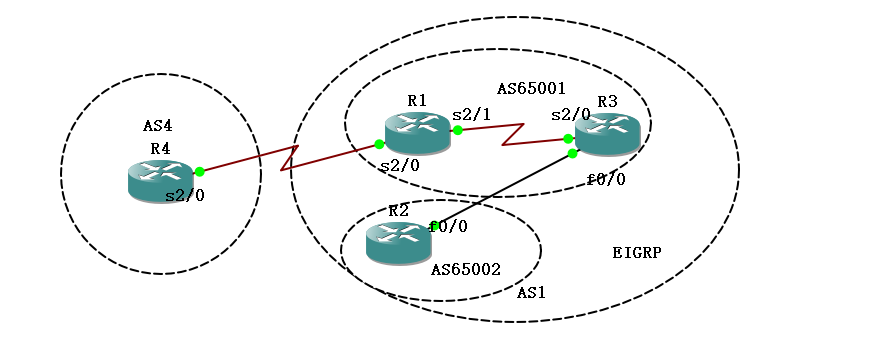 AS4
R4
s2/0
R1
s2/1
s2/0
AS65001
s2/0
R3
f0/0
R2
f0/0
AS65002
EIGRP
AS1